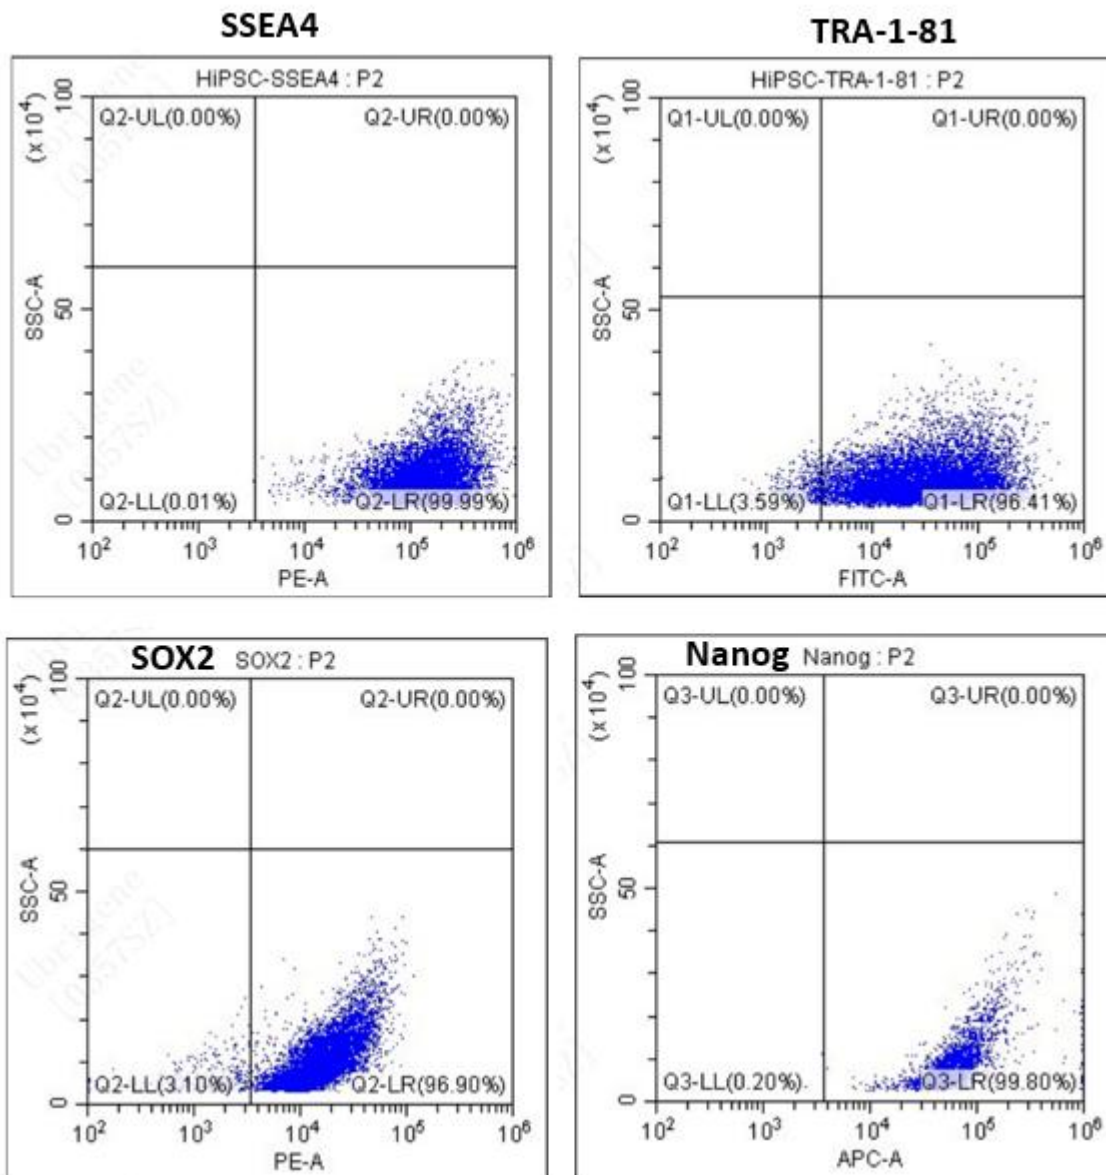 SSEA4
HiPSC-SSEA4 : P2
Q2-UL(0.00%) Q2-UR(0.00%)
Q2-LL(0.01%) Q2-LR(99.99%)
(x10⁴)
SSC-A
100
50
0
10² 10³ 10⁴ 10⁵ 10⁶
PE-A
TRA-1-81
HiPSC-TRA-1-81 : P2
Q1-UL(0.00%) Q1-UR(0.00%)
Q1-LL(3.59%) Q1-LR(96.41%)
(x10⁴)
SSC-A
100
50
0
10² 10³ 10⁴ 10⁵ 10⁶
FITC-A
SOX2 SOX2 : P2
Q2-UL(0.00%) Q2-UR(0.00%)
Q2-LL(3.10%) Q2-LR(96.90%)
(x10⁴)
SSC-A
100
50
0
10² 10³ 10⁴ 10⁵ 10⁶
PE-A
Nanog Nanog : P2
Q3-UL(0.00%) Q3-UR(0.00%)
Q3-LL(0.20%) Q3-LR(99.80%)
(x10⁴)
SSC-A
100
50
0
10² 10³ 10⁴ 10⁵ 10⁶
APC-A
Ubrigene
[0357SZ]